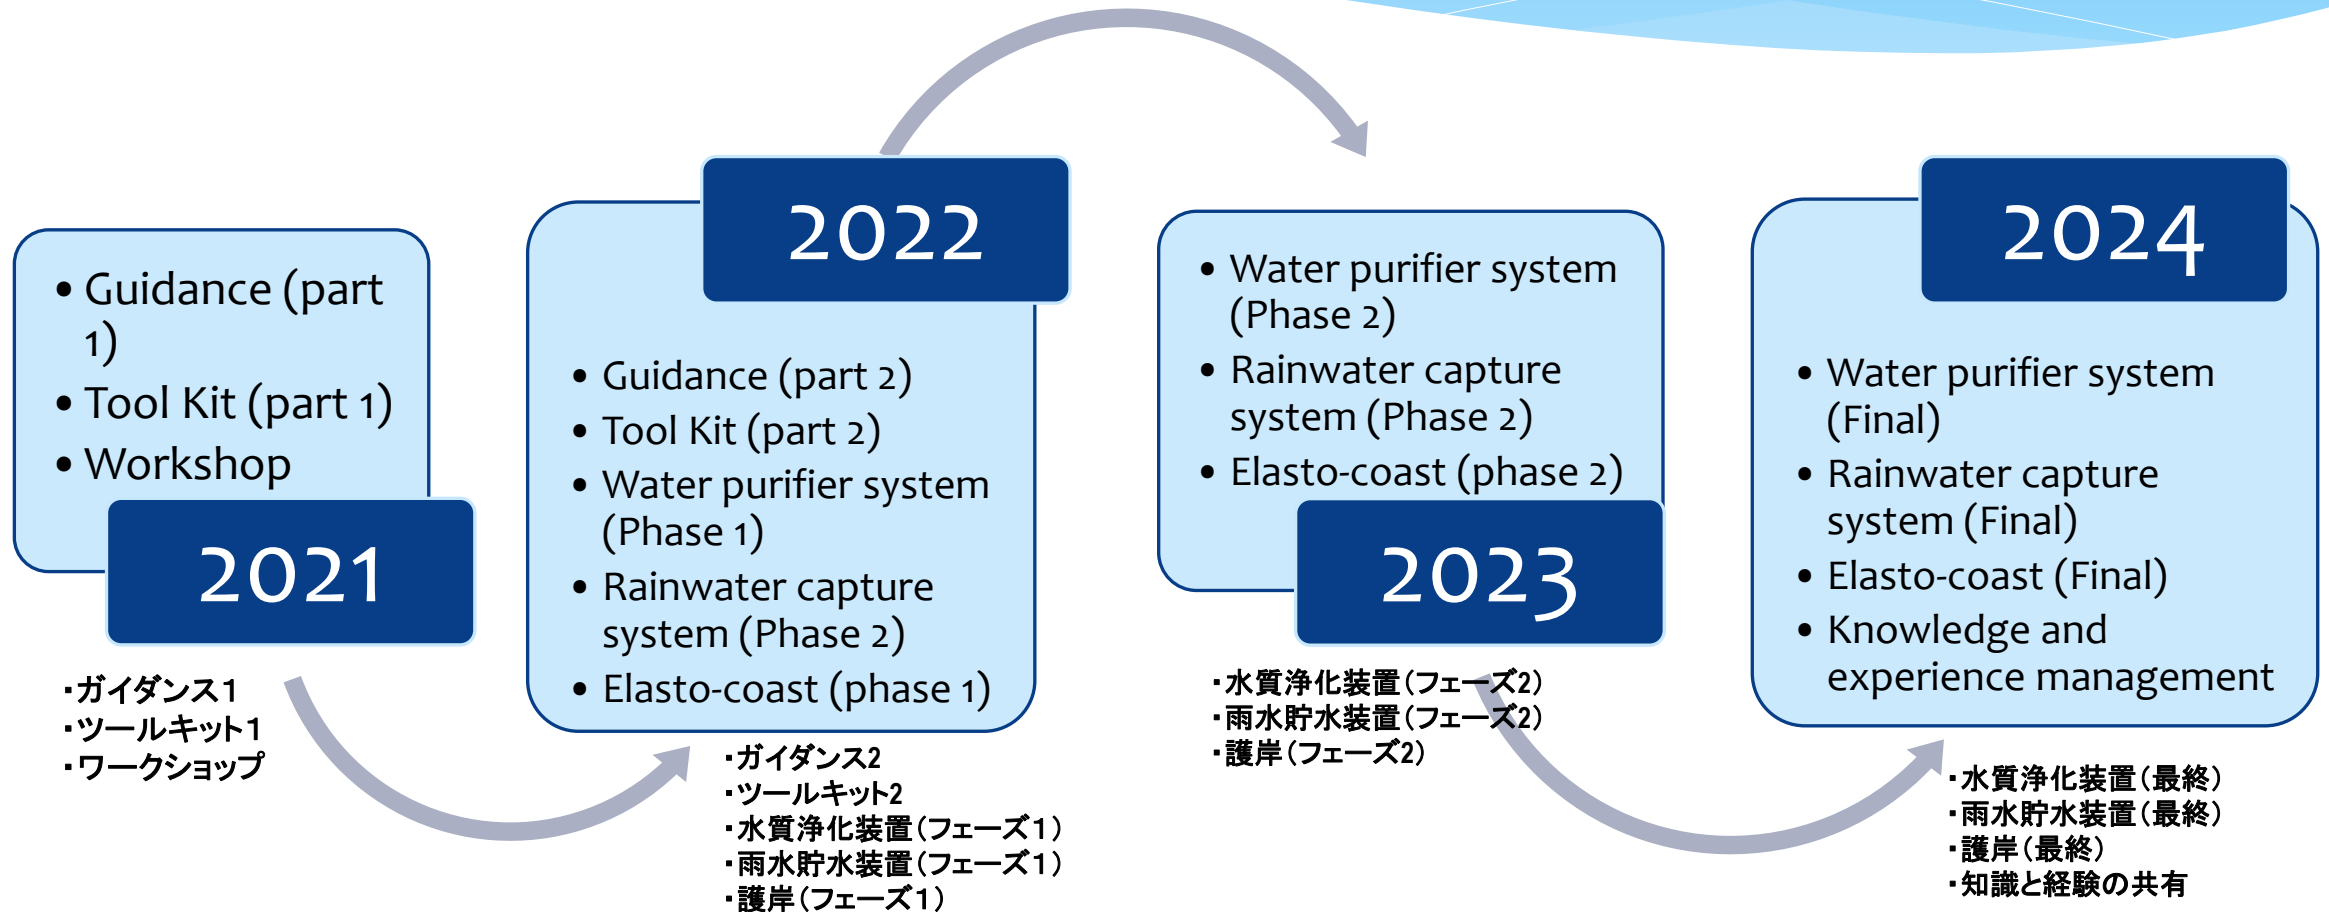 • Guidance (part
1)
• Tool Kit (part 1)
• Workshop
2021
・ガイダンス１
・ツールキット１
・ワークショップ
2022
• Guidance (part 2)
• Tool Kit (part 2)
• Water purifier system
(Phase 1)
• Rainwater capture
system (Phase 2)
• Elasto-coast (phase 1)
・ガイダンス2
・ツールキット2
・水質浄化装置（フェーズ１）
・雨水貯水装置（フェーズ１）
・護岸（フェーズ１）
• Water purifier system
(Phase 2)
• Rainwater capture
system (Phase 2)
• Elasto-coast (phase 2)
2023
・水質浄化装置（フェーズ2）
・雨水貯水装置（フェーズ2）
・護岸（フェーズ2）
2024
• Water purifier system
(Final)
• Rainwater capture
system (Final)
• Elasto-coast (Final)
• Knowledge and
experience management
・水質浄化装置（最終）
・雨水貯水装置（最終）
・護岸（最終）
・知識と経験の共有